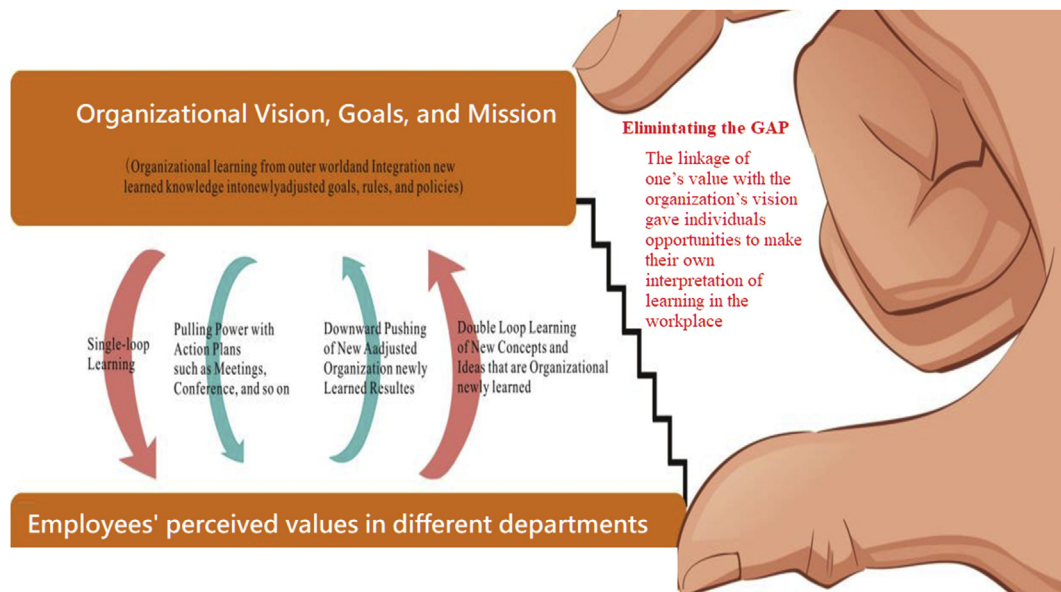 Organizational Vision, Goals, and Mission
(Organizational learning from outer worldand Integration new
learned knowledge intonewlyadjusted goals, rules, and policies)
Elimintating the GAP
The linkage of
one's value with the
organization's vision
gave individuals
opportunities to make
their own
interpretation of
learning in the
workplace
Single-loop
Learning
Pulling Power with
Action Plans
such as Meetings,
Conference, and so on
Downward Pushing
of New Aadjusted
Organization newly
Learned Resultes
Double Loop Learning
of New Concepts and
Ideas that are Organizational
newly learned
Employees' perceived values in different departments